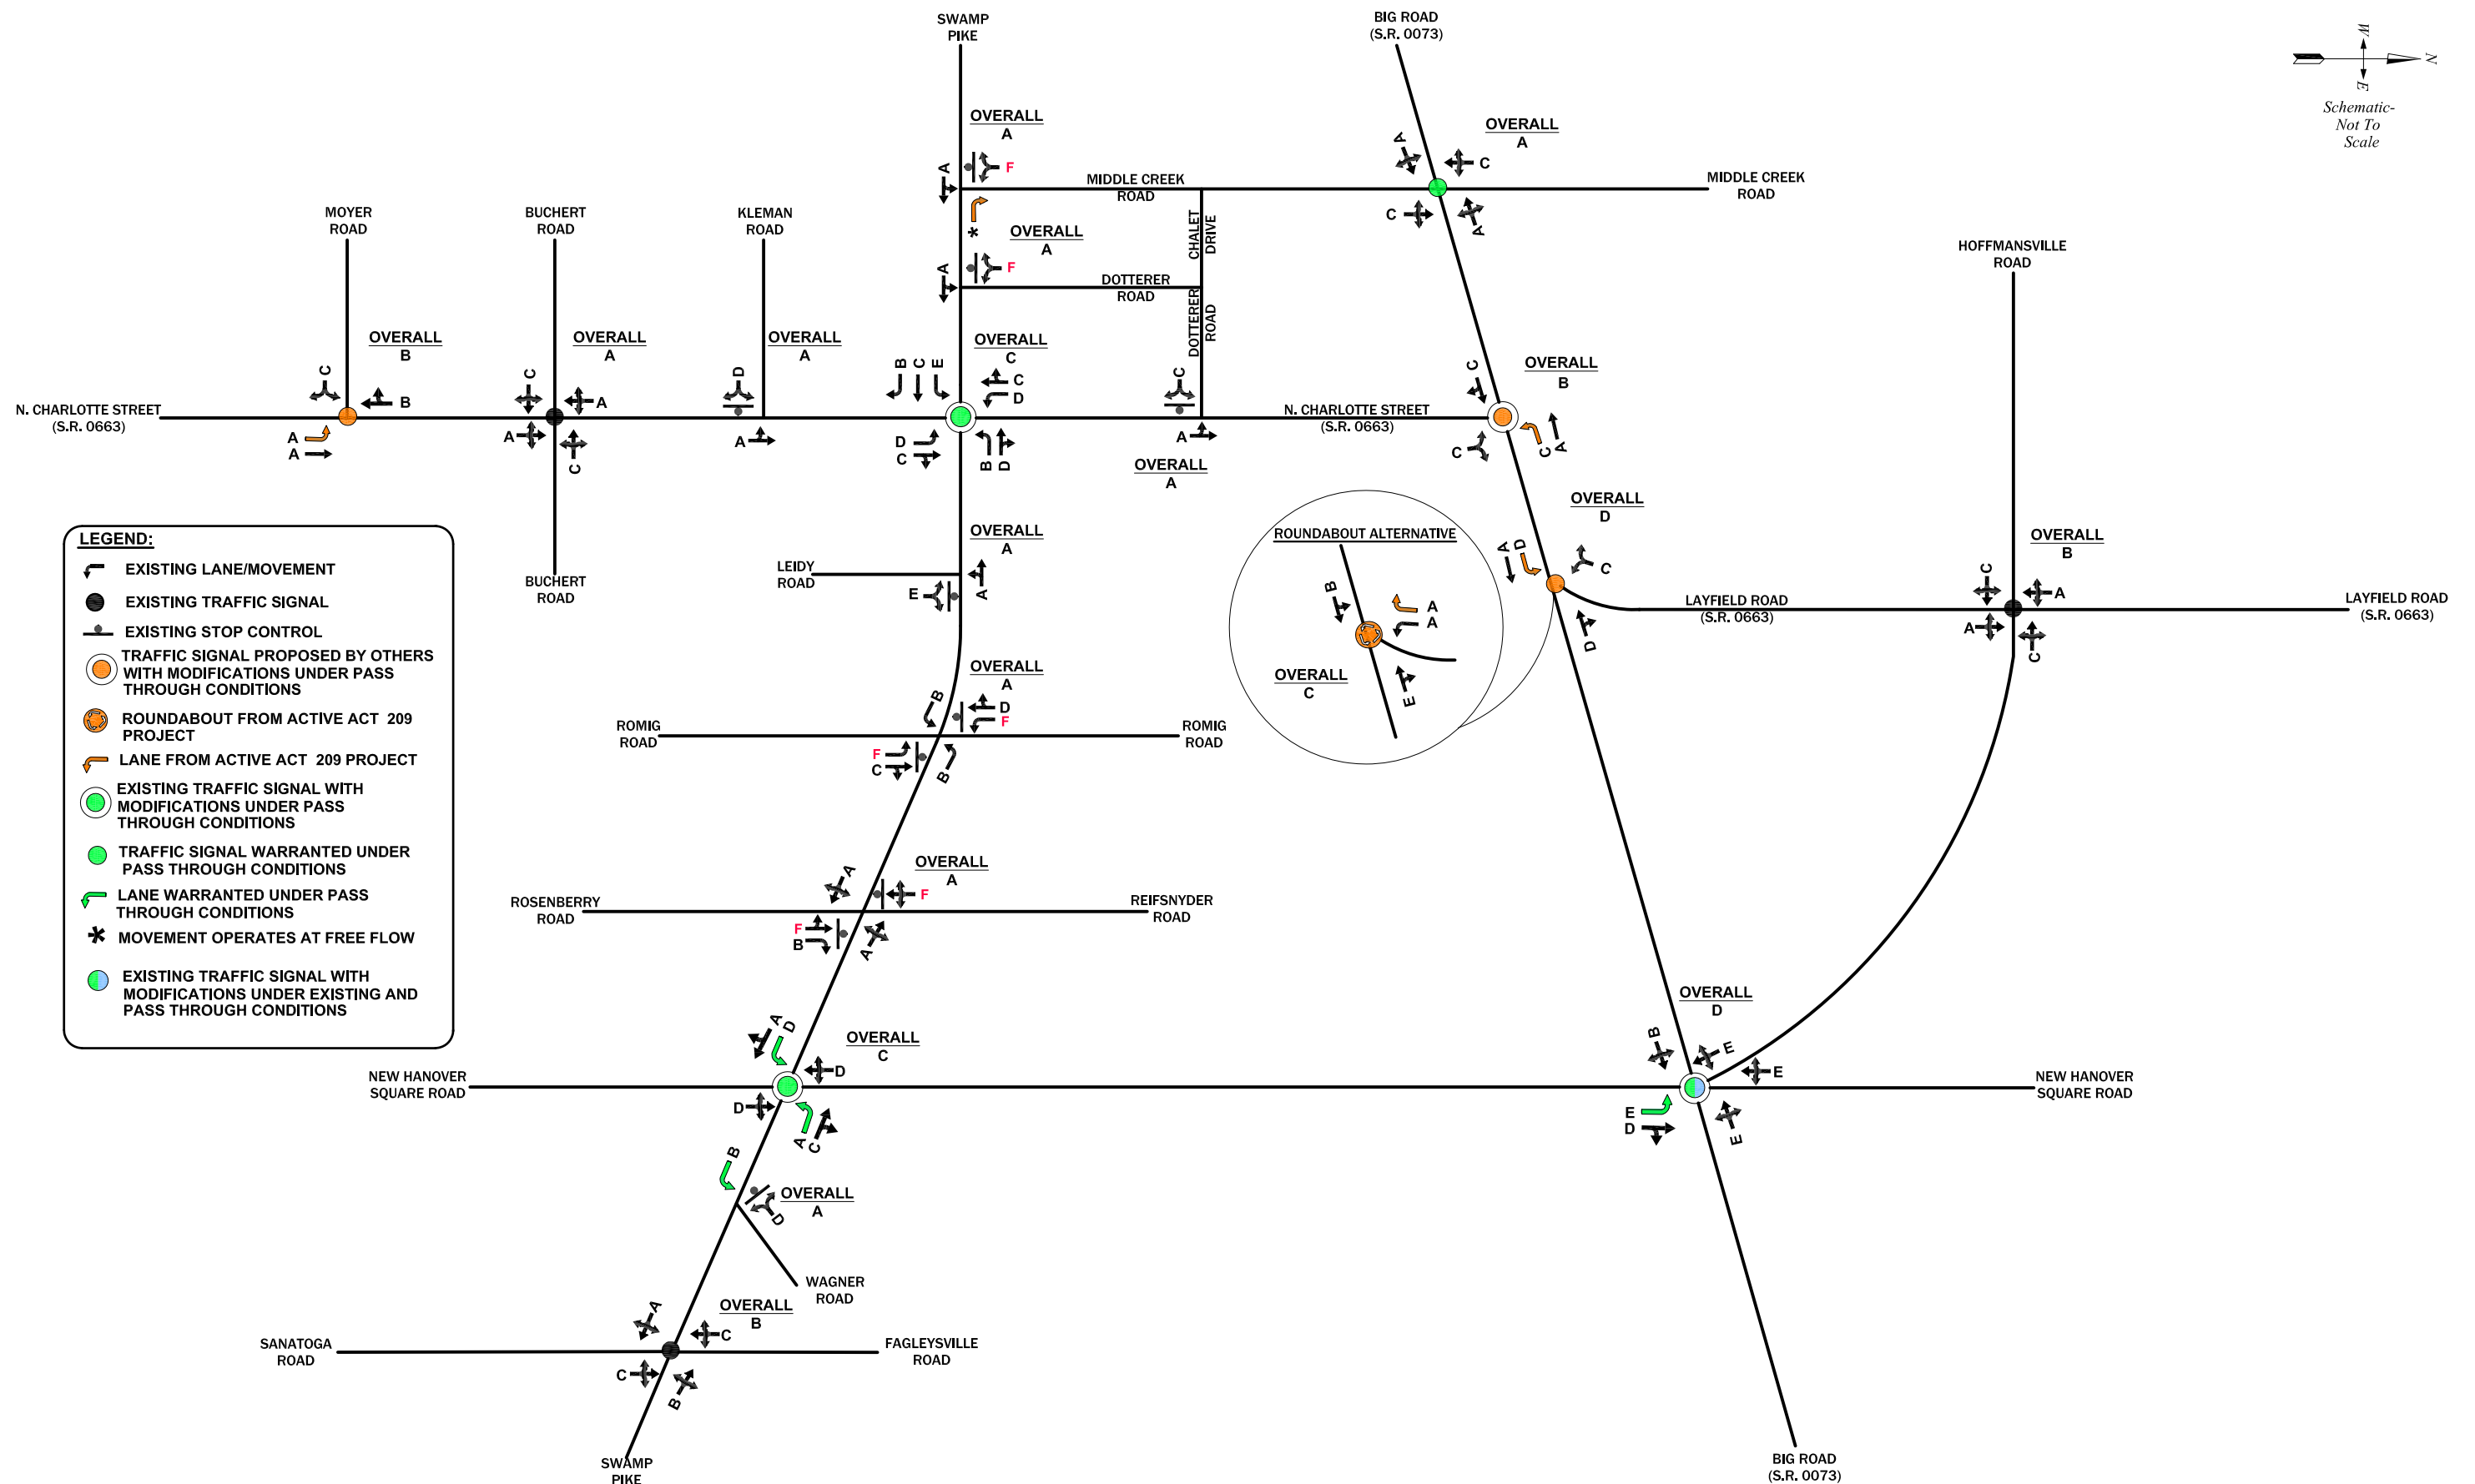 SWAMP
PIKE
BIG ROAD
(S.R. 0073)
W
N
E
Schematic-
Not To
Scale
OVERALL
A
A
F
MIDDLE CREEK
ROAD
A
C
OVERALL
A
C
A
MIDDLE CREEK
ROAD
MOYER
ROAD
BUCHERT
ROAD
KLEMAN
ROAD
*
OVERALL
A
A
F
DOTTERER
ROAD
CHALET
DRIVE
DOTTERER
ROAD
HOFFMANSVILLE
ROAD
N. CHARLOTTE STREET
(S.R. 0663)
OVERALL
B
C
B
A
A
OVERALL
A
C
A
A
C
OVERALL
A
D
A
B
C
E
OVERALL
C
C
D
D
C
B
D
C
A
OVERALL
A
N. CHARLOTTE STREET
(S.R. 0663)
C
OVERALL
B
C
C
A
LEGEND:
EXISTING LANE/MOVEMENT
EXISTING TRAFFIC SIGNAL
EXISTING STOP CONTROL
TRAFFIC SIGNAL PROPOSED BY OTHERS
WITH MODIFICATIONS UNDER PASS
THROUGH CONDITIONS
ROUNDABOUT FROM ACTIVE ACT 209
PROJECT
LANE FROM ACTIVE ACT 209 PROJECT
EXISTING TRAFFIC SIGNAL WITH
MODIFICATIONS UNDER PASS
THROUGH CONDITIONS
TRAFFIC SIGNAL WARRANTED UNDER
PASS THROUGH CONDITIONS
LANE WARRANTED UNDER PASS
THROUGH CONDITIONS
* MOVEMENT OPERATES AT FREE FLOW
EXISTING TRAFFIC SIGNAL WITH
MODIFICATIONS UNDER EXISTING AND
PASS THROUGH CONDITIONS
BUCHERT
ROAD
LEIDY
ROAD
OVERALL
A
E
A
ROUNDABOUT ALTERNATIVE
B
A
A
OVERALL
C
E
OVERALL
D
A
D
C
D
LAYFIELD ROAD
(S.R. 0663)
OVERALL
B
C
A
A
C
LAYFIELD ROAD
(S.R. 0663)
ROMIG
ROAD
OVERALL
A
B
D
F
F
C
B
ROMIG
ROAD
ROSENBERRY
ROAD
OVERALL
A
A
F
F
B
A
REIFSNYDER
ROAD
NEW HANOVER
SQUARE ROAD
A
D
OVERALL
C
D
D
A
C
OVERALL
D
B
E
E
E
D
E
NEW HANOVER
SQUARE ROAD
B
OVERALL
A
D
WAGNER
ROAD
SANATOGA
ROAD
A
OVERALL
B
C
C
B
FAGLEYSVILLE
ROAD
SWAMP
PIKE
BIG ROAD
(S.R. 0073)